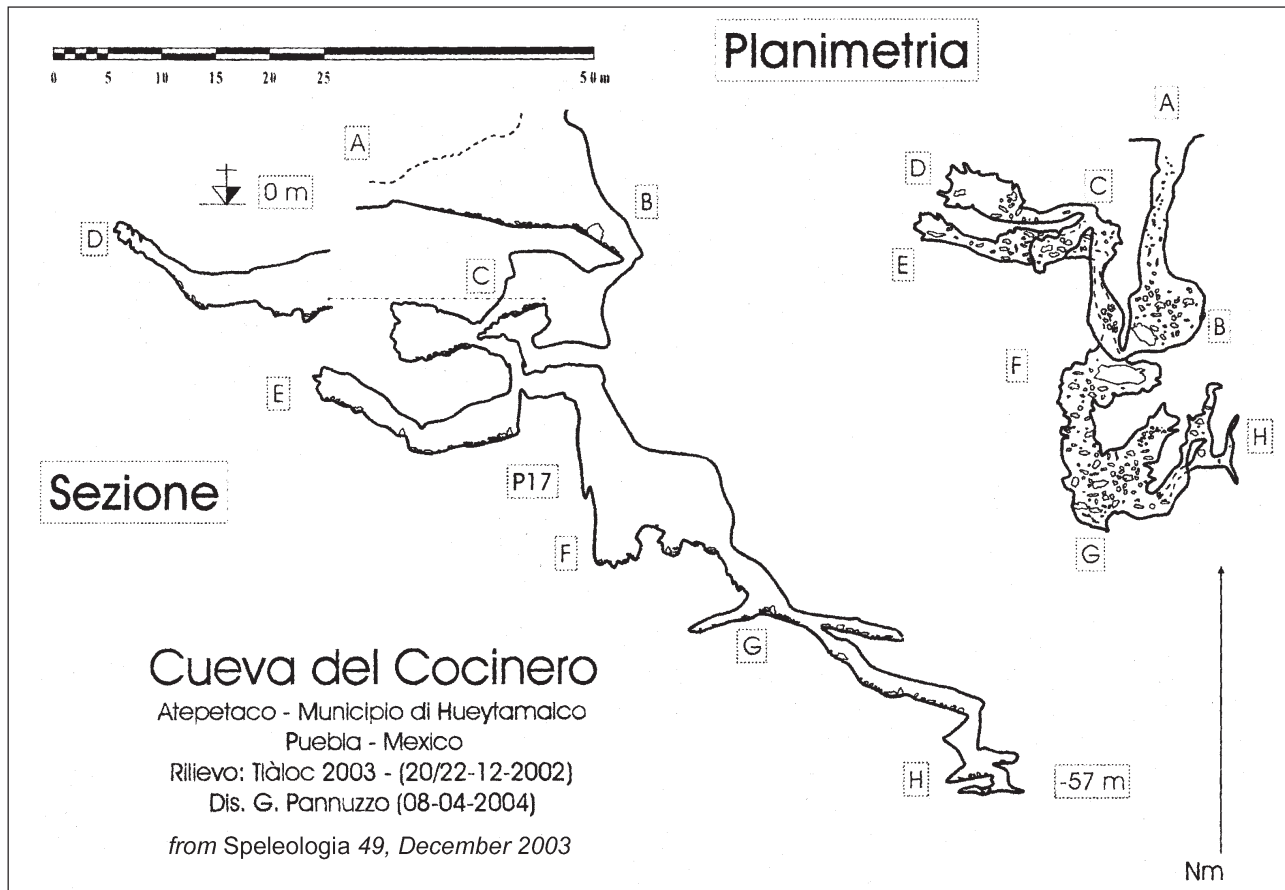 Planimetria
0 5 10 15 20 25 50 m
A
A
0 m
B
D
C
D
C
E
B
F
E
H
Sezione
P17
F
G
G
Cueva del Cocinero
Atepetaco - Municipio di Hueytamalco
Puebla - Mexico
Rilievo: Tlàloc 2003 - (20/22-12-2002)
H
-57 m
Dis. G. Pannuzzo (08-04-2004)
from Speleologia 49, December 2003
Nm